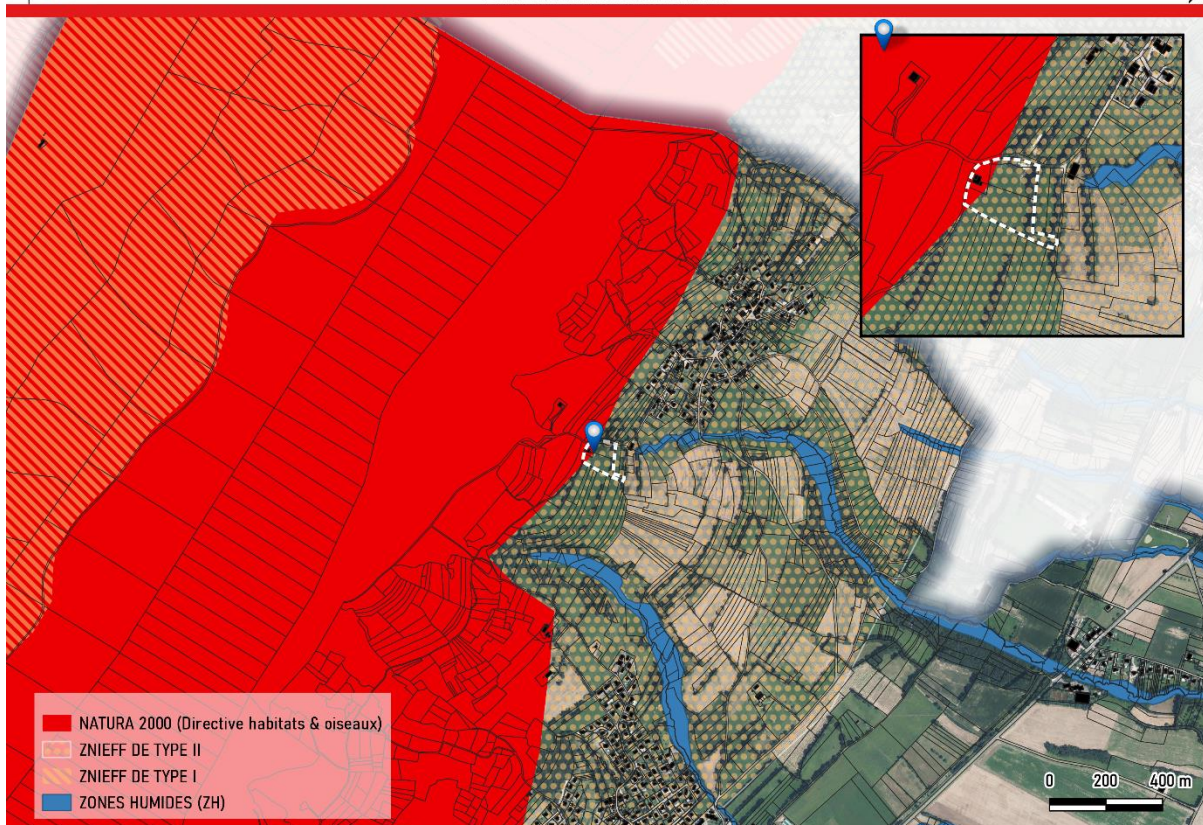 NATURA 2000 (Directive habitats & oiseaux)
ZNIEFF DE TYPE II
ZNIEFF DE TYPE I
ZONES HUMIDES (ZH)
0 200 400 m